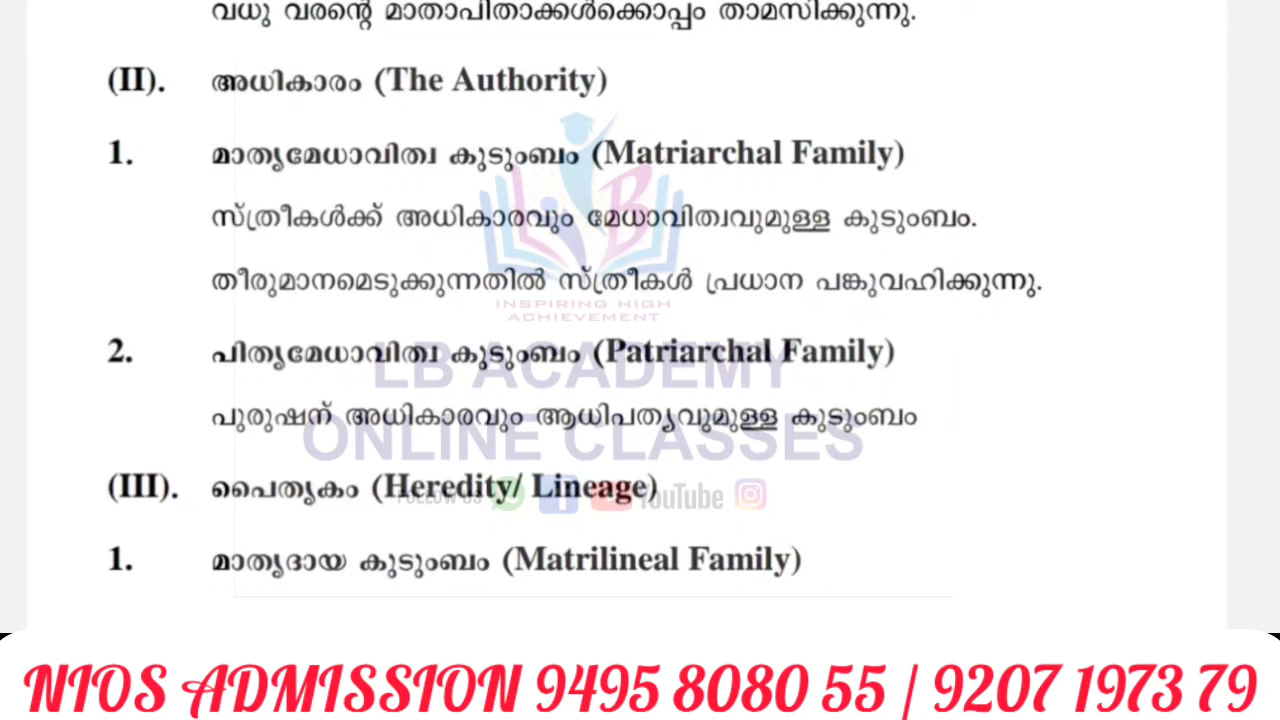 വധു വരന്റെ മാതാപിതാക്കൾക്കൊപ്പം താമസിക്കുന്നു.
(II). അധികാരം (The Authority)
1. മാതൃമേധാവിത്വ കുടുംബം (Matriarchal Family)
സ്ത്രീകൾക്ക് അധികാരവും മേധാവിത്വവുമുള്ള കുടുംബം.
തീരുമാനമെടുക്കുന്നതിൽ സ്ത്രീകൾ പ്രധാന പങ്കുവഹിക്കുന്നു.
INSPIRING HIGH
ACHIEVEMENT
2. പിതൃമേധാവിത്വ കുടുംബം (Patriarchal Family)
LB ACADEMY
പുരുഷന് അധികാരവും ആധിപത്യവുമുള്ള കുടുംബം
ONLINE CLASSES
(III). പൈതൃകം (Heredity/ Lineage)
FOLLOW US YouTube
1. മാതൃദായ കുടുംബം (Matrilineal Family)
NIOS ADMISSION 9495 8080 55 / 9207 1973 79